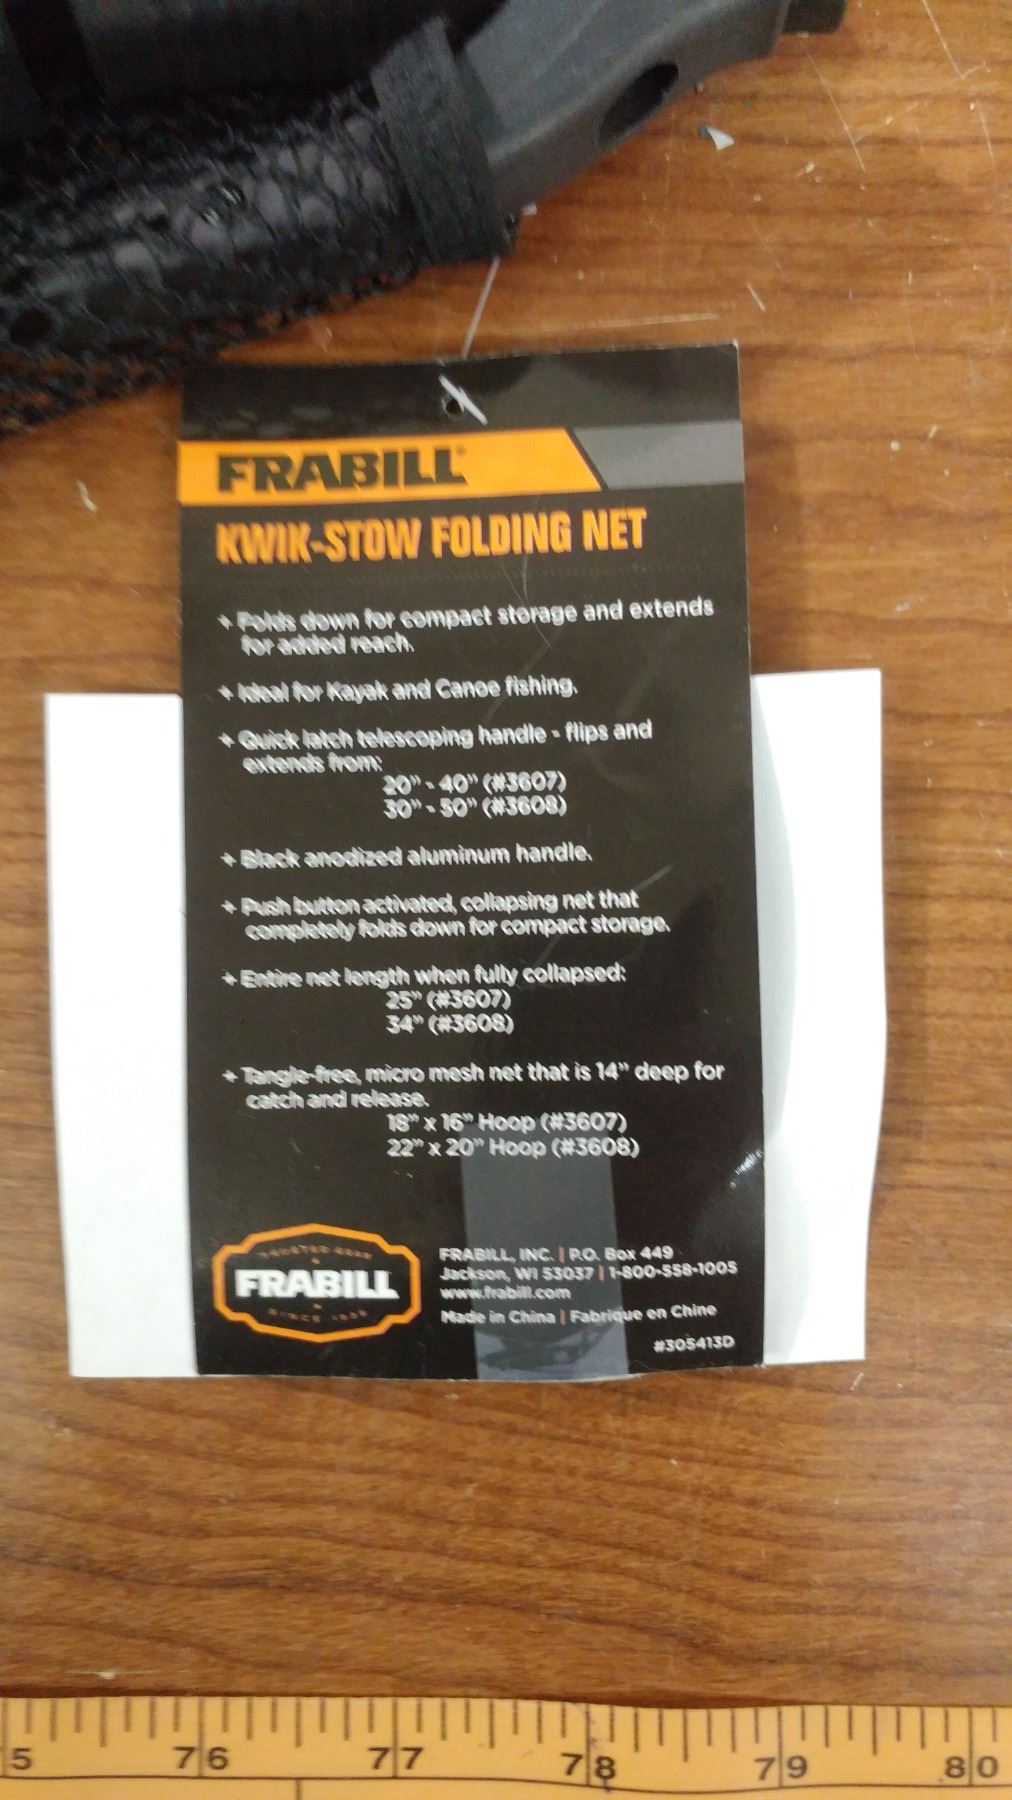 FRABILL®
KWIK-STOW FOLDING NET
+ Folds down for compact storage and extends
for added reach.
+ Ideal for Kayak and Canoe fishing.
+ Quick latch telescoping handle - flips and
extends from:
20" - 40" (#3607)
30" - 50" (#3608)
+ Black anodized aluminum handle.
+ Push button activated, collapsing net that
completely folds down for compact storage.
+ Entire net length when fully collapsed:
25" (#3607)
34" (#3608)
+ Tangle-free, micro mesh net that is 14" deep for
catch and release.
18" x 16" Hoop (#3607)
22" x 20" Hoop (#3608)
TRUSTED GEAR
FRABILL
SINCE
FRABILL, INC. | P.O. Box 449
Jackson, WI 53037 | 1-800-558-1005
www.frabill.com
Made in China | Fabrique en Chine
#305413D
5 76 77 78 79 80